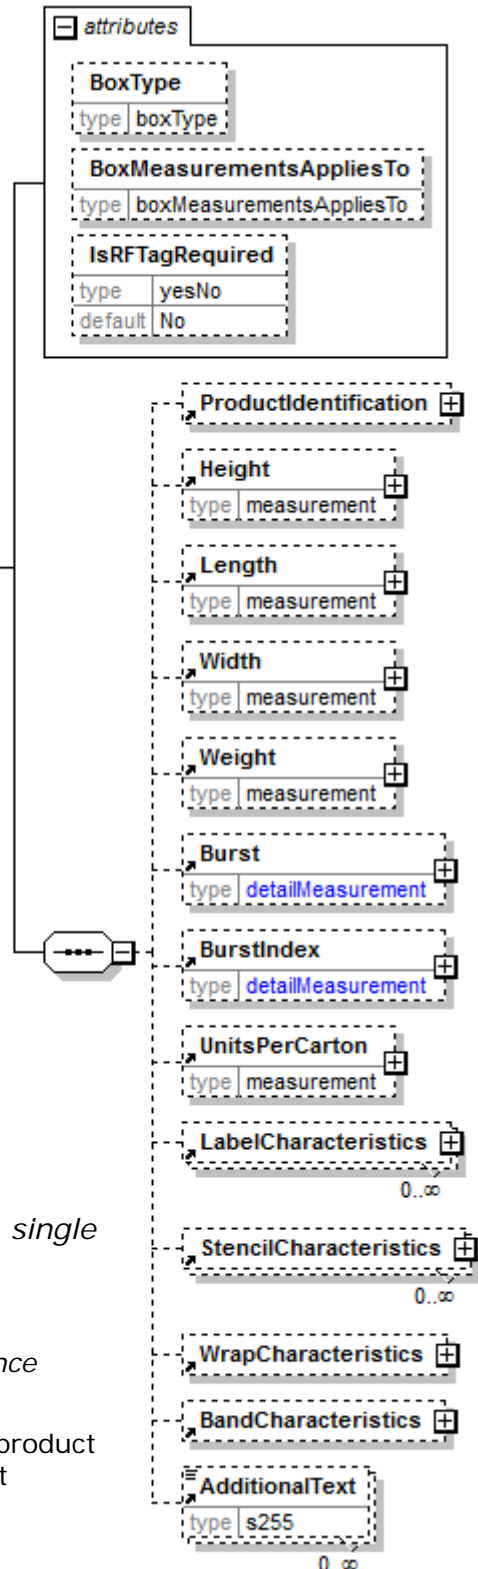 attributes
BoxType
type boxType
BoxMeasurementsAppliesTo
type boxMeasurementsAppliesTo
IsRFTagRequired
type yesNo
default No
ProductIdentification
Height
type measurement
Length
type measurement
Width
type measurement
Weight
type measurement
Burst
type detailMeasurement
BurstIndex
type detailMeasurement
UnitsPerCarton
type measurement
LabelCharacteristics
0..∞
single
StencilCharacteristics
0..∞
nce
WrapCharacteristics
BandCharacteristics
product
t
AdditionalText
type s255
0..∞